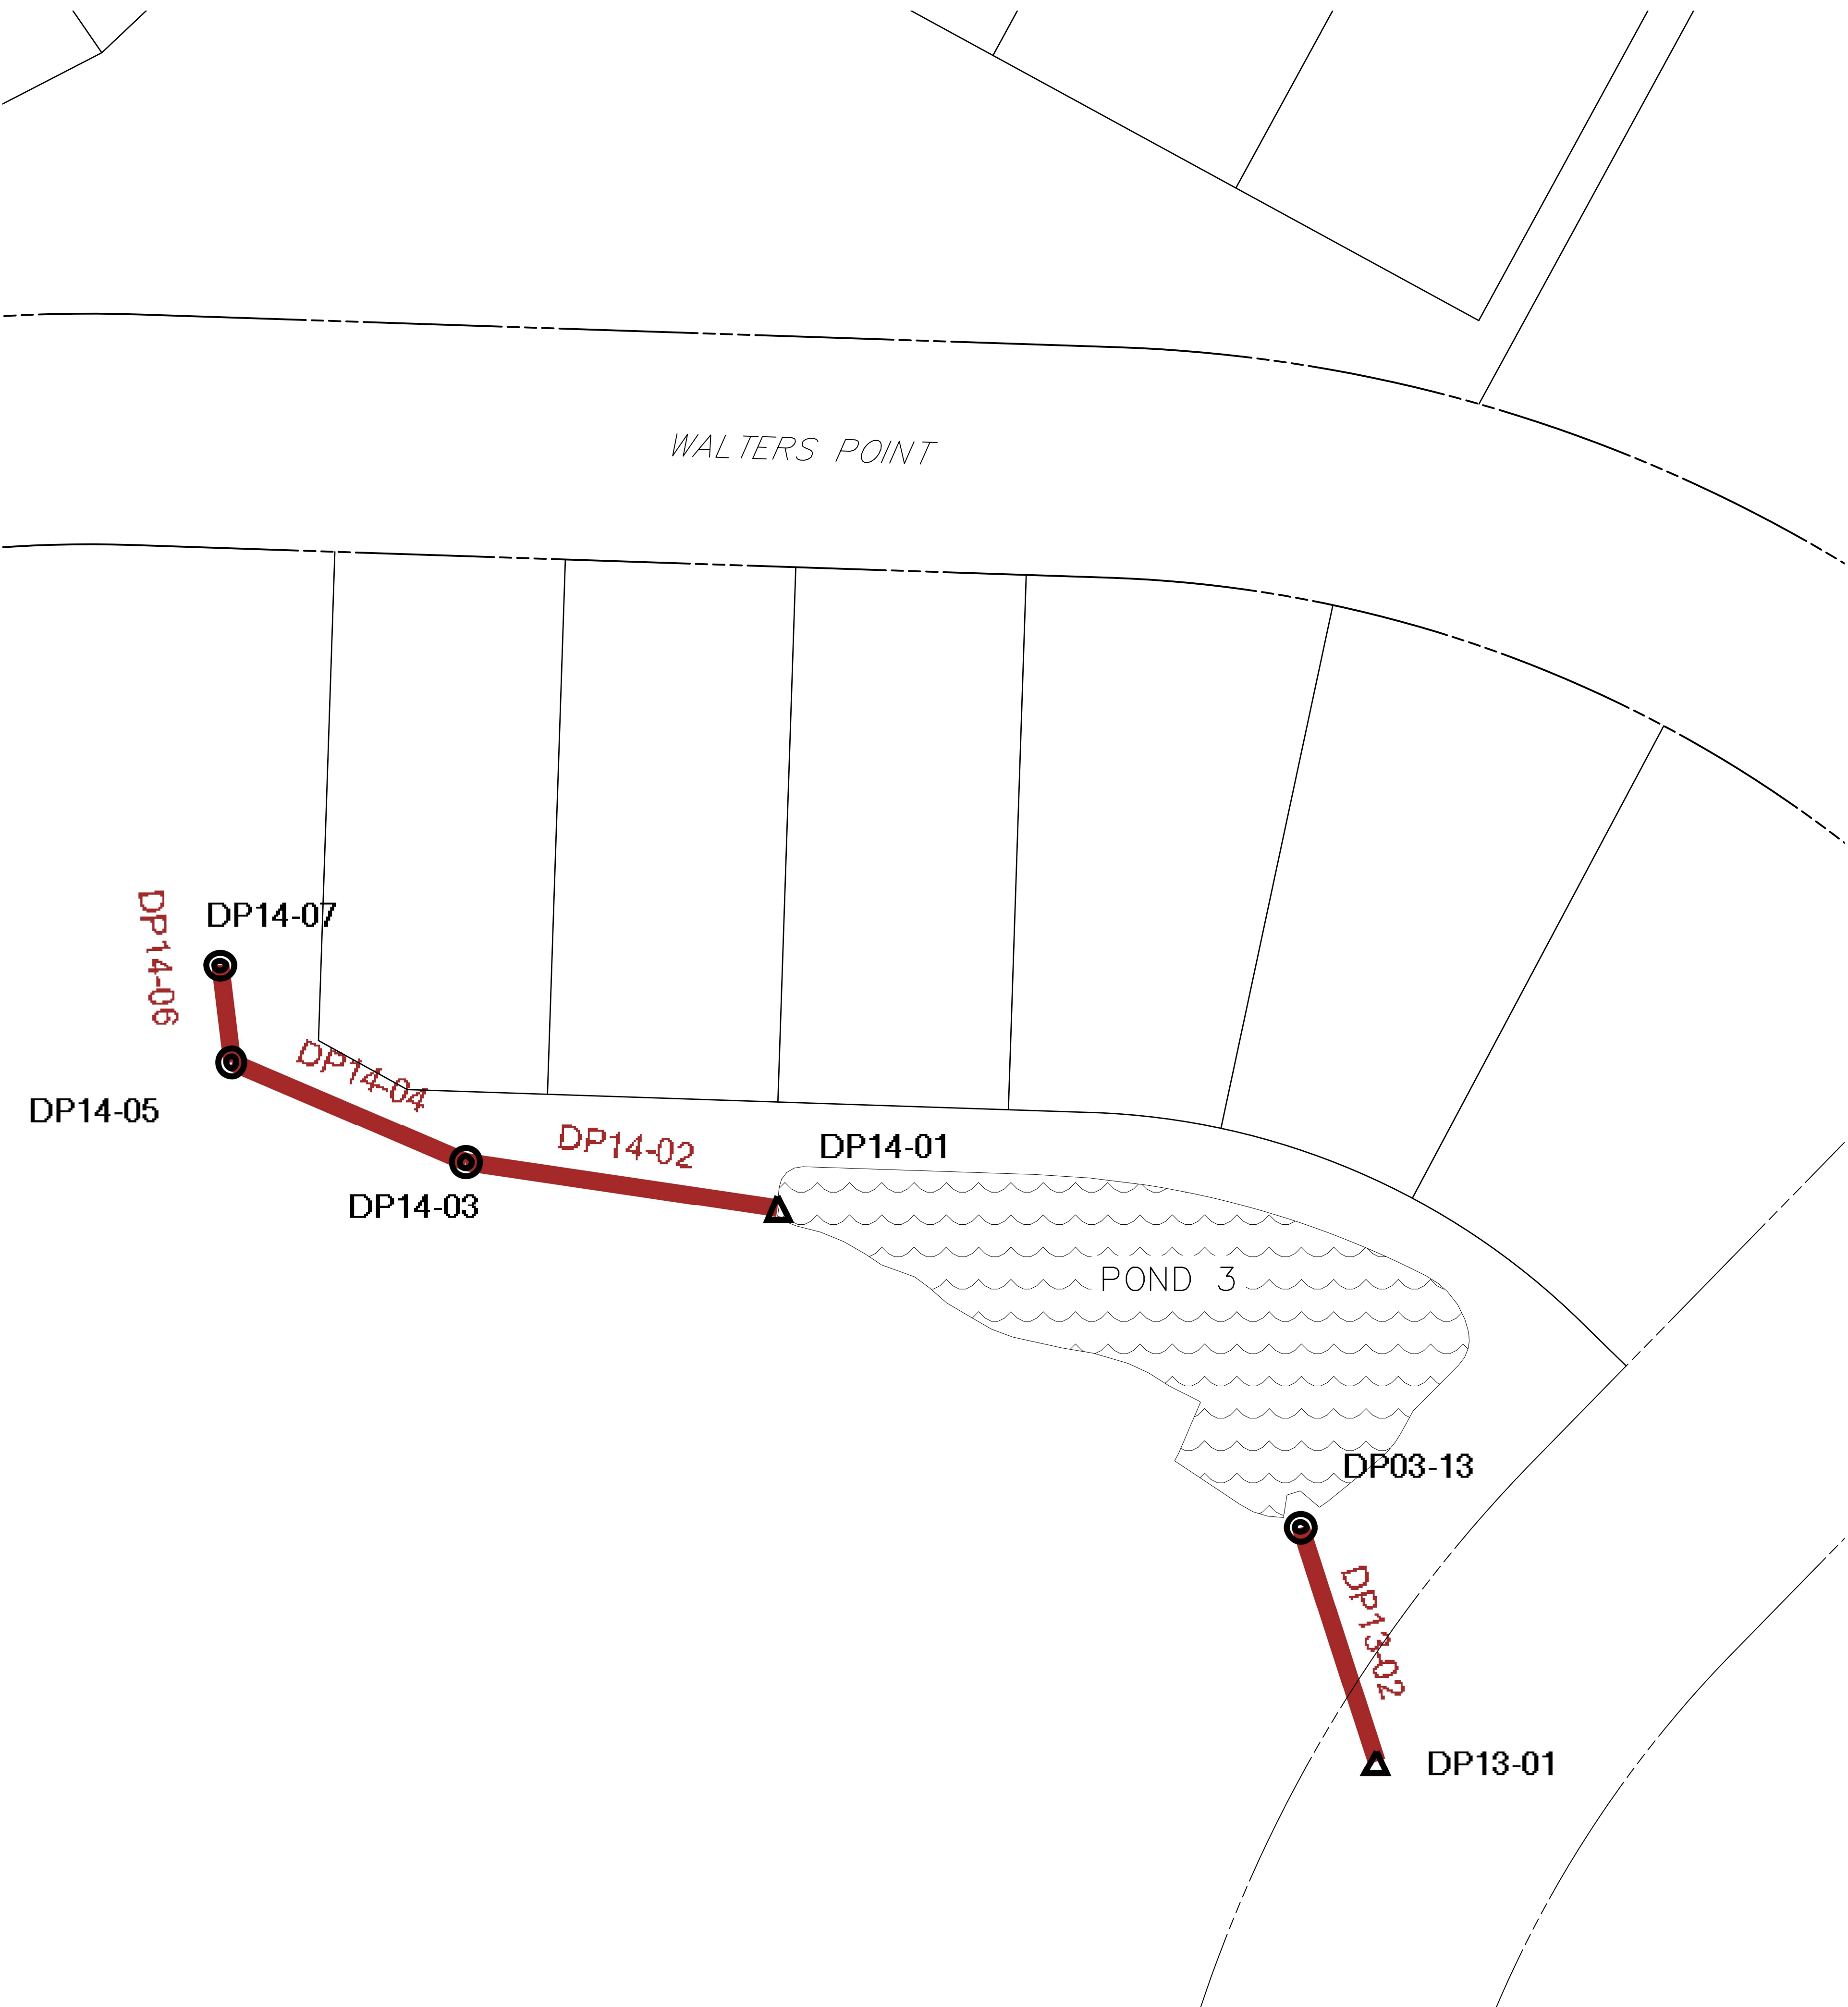 WALTERS POINT
DP14-07
DP14-06
DP14-04
DP14-05
DP14-02
DP14-01
DP14-03
POND 3
DP03-13
DP13-02
DP13-01